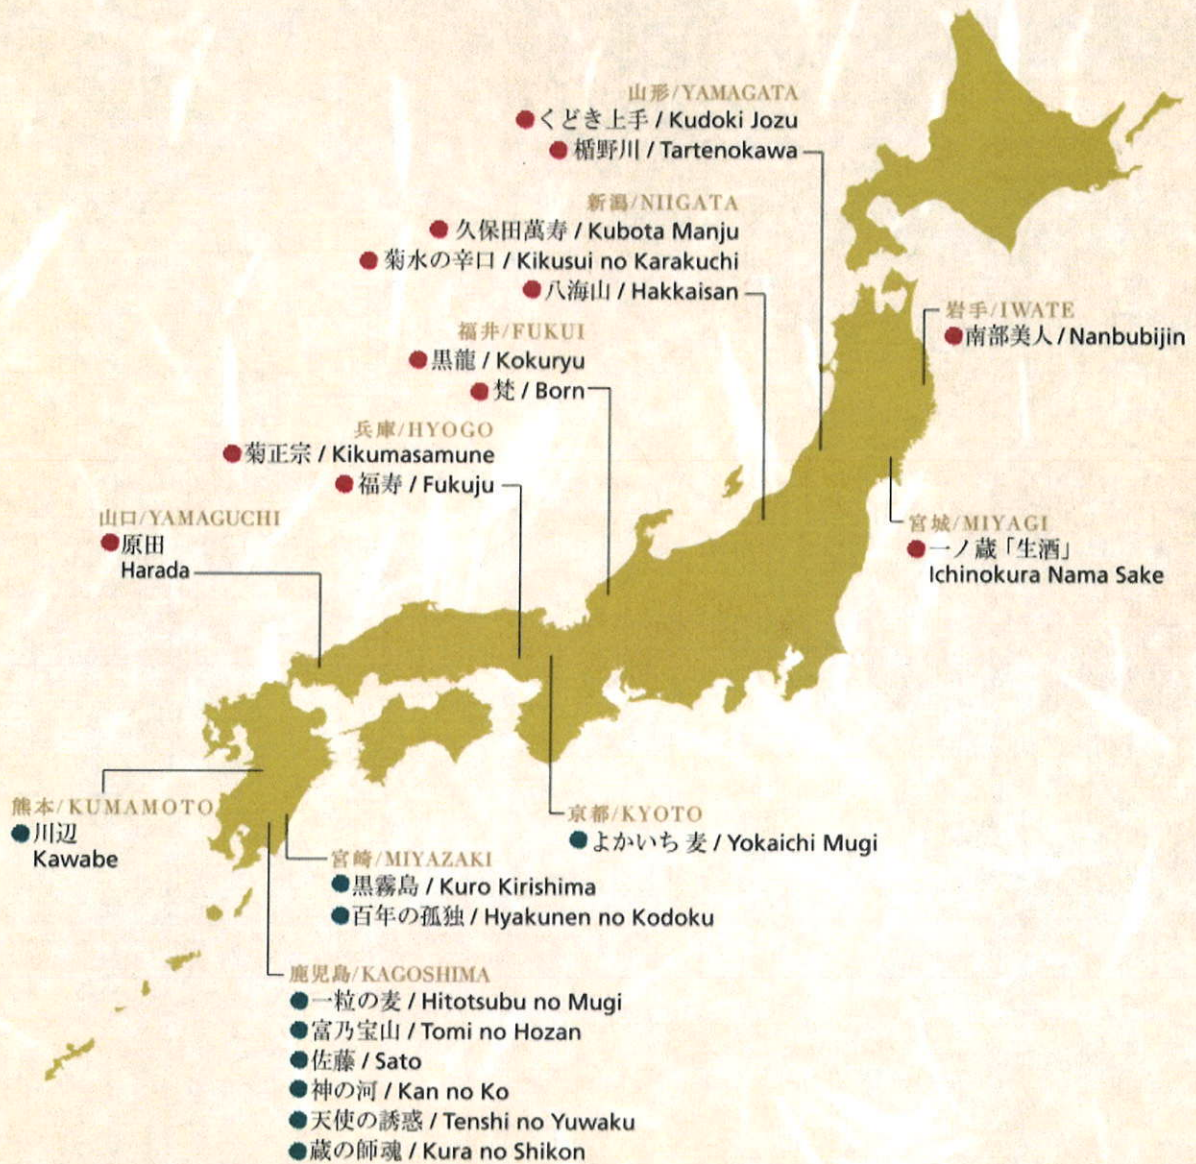 山形/YAMAGATA
くどき上手 / Kudoki Jozu
楯野川 / Tartenokawa
新潟/NIIGATA
久保田萬寿 / Kubota Manju
菊水の辛口 / Kikusui no Karakuchi
八海山 / Hakkaisan
岩手/IWATE
南部美人 / Nanbubijin
福井/FUKUI
黒龍 / Kokuryu
梵 / Born
兵庫/HYOGO
菊正宗 / Kikumasamune
福寿 / Fukuju
山口/YAMAGUCHI
原田
Harada
宮城/MIYAGI
一ノ蔵「生酒」
Ichinokura Nama Sake
熊本/KUMAMOTO
川辺
Kawabe
京都/KYOTO
よかいち 麦 / Yokaichi Mugi
宮崎/MIYAZAKI
黒霧島 / Kuro Kirishima
百年の孤独 / Hyakunen no Kodoku
鹿児島/KAGOSHIMA
一粒の麦 / Hitotsubu no Mugi
富乃宝山 / Tomi no Hozan
佐藤 / Sato
神の河 / Kan no Ko
天使の誘惑 / Tenshi no Yuwaku
蔵の師魂 / Kura no Shikon